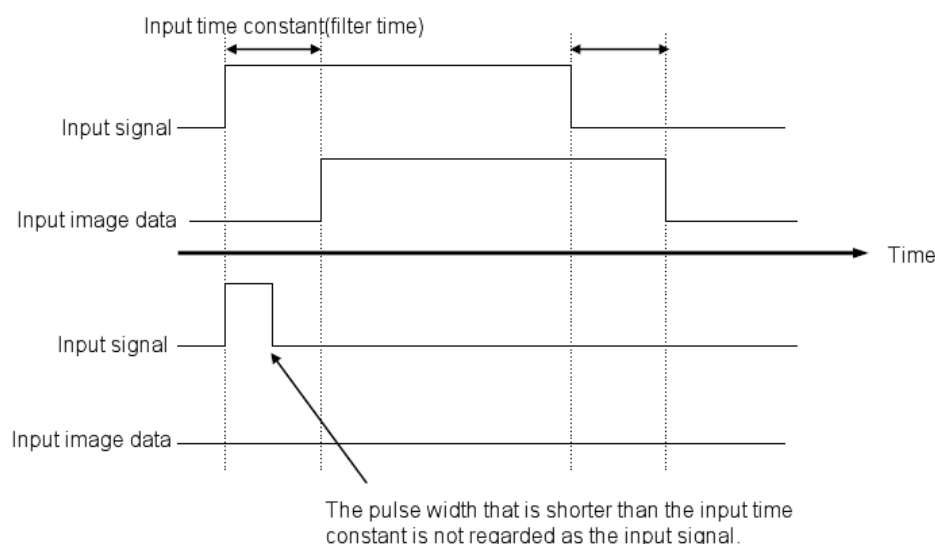 Input time constant(filter time)
Input signal
Input image data
Time
Input signal
Input image data
The pulse width that is shorter than the input time
constant is not regarded as the input signal.